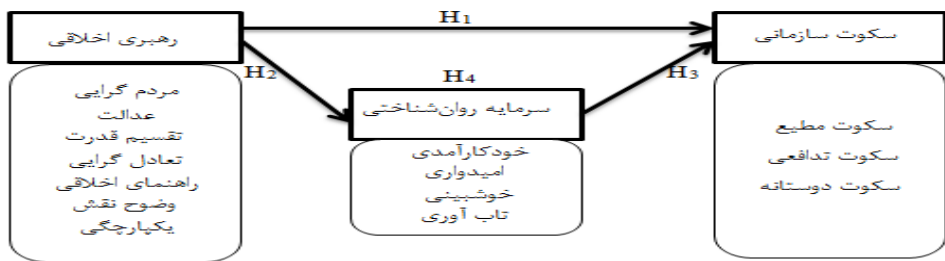 H1
رهبری اخلاقی
مردم گرایی
عدالت
تقسیم قدرت
تعادل گرایی
راهنمای اخلاقی
وضوح نقش
یکپارچگی
H2
H4
سرمایه روان‌شناختی
خودکارآمدی
امیدواری
خوشبینی
تاب آوری
H3
سکوت سازمانی
سکوت مطیع
سکوت تدافعی
سکوت دوستانه